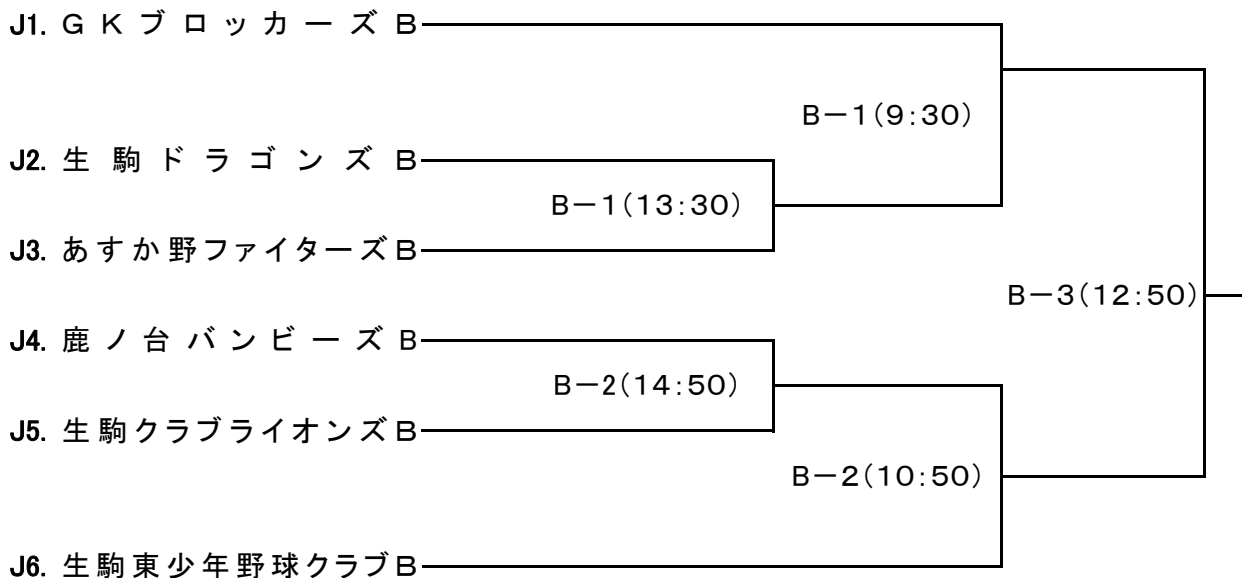 J1. GKブロッカーズB
B－1(9:30)
J2. 生駒ドラゴンズB
B－1(13:30)
J3. あすか野ファイターズB
B－3(12:50)
J4. 鹿ノ台バンビーズB
B－2(14:50)
J5. 生駒クラブライオンズB
B－2(10:50)
J6. 生駒東少年野球クラブB